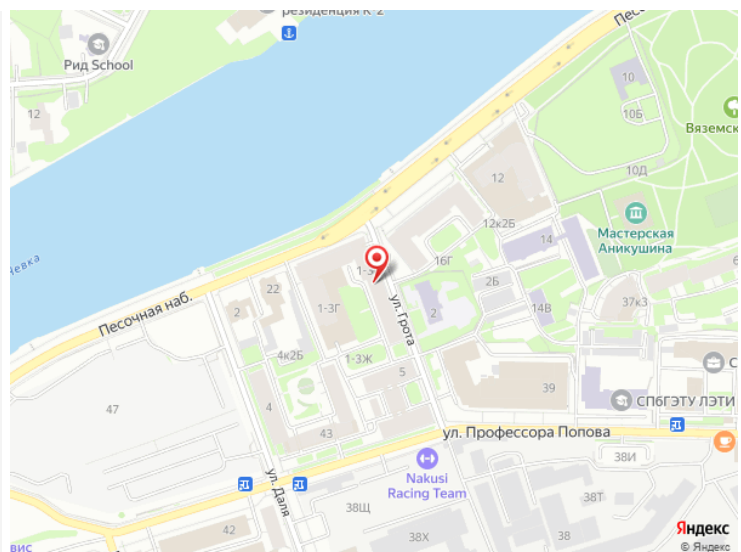 резиденция К-2
Песо
Рид School
12
10
10Б
Вяземск
10Д
12
12к2Б
Мастерская
Аникушина
14
16Г
2Б
6
невка
22
2
1-3Г
ул. Грота
2
14В
37к3
Песочная наб.
4к2Б
1-3Ж
5
39
С
СПбГЭТУ ЛЭТИ
47
4
43
ул. Профессора Попова
38И
Nakusi
Racing Team
ул. Даля
38Щ
38Т
42
38Х
38
вис
Яндекс
© Яндекс